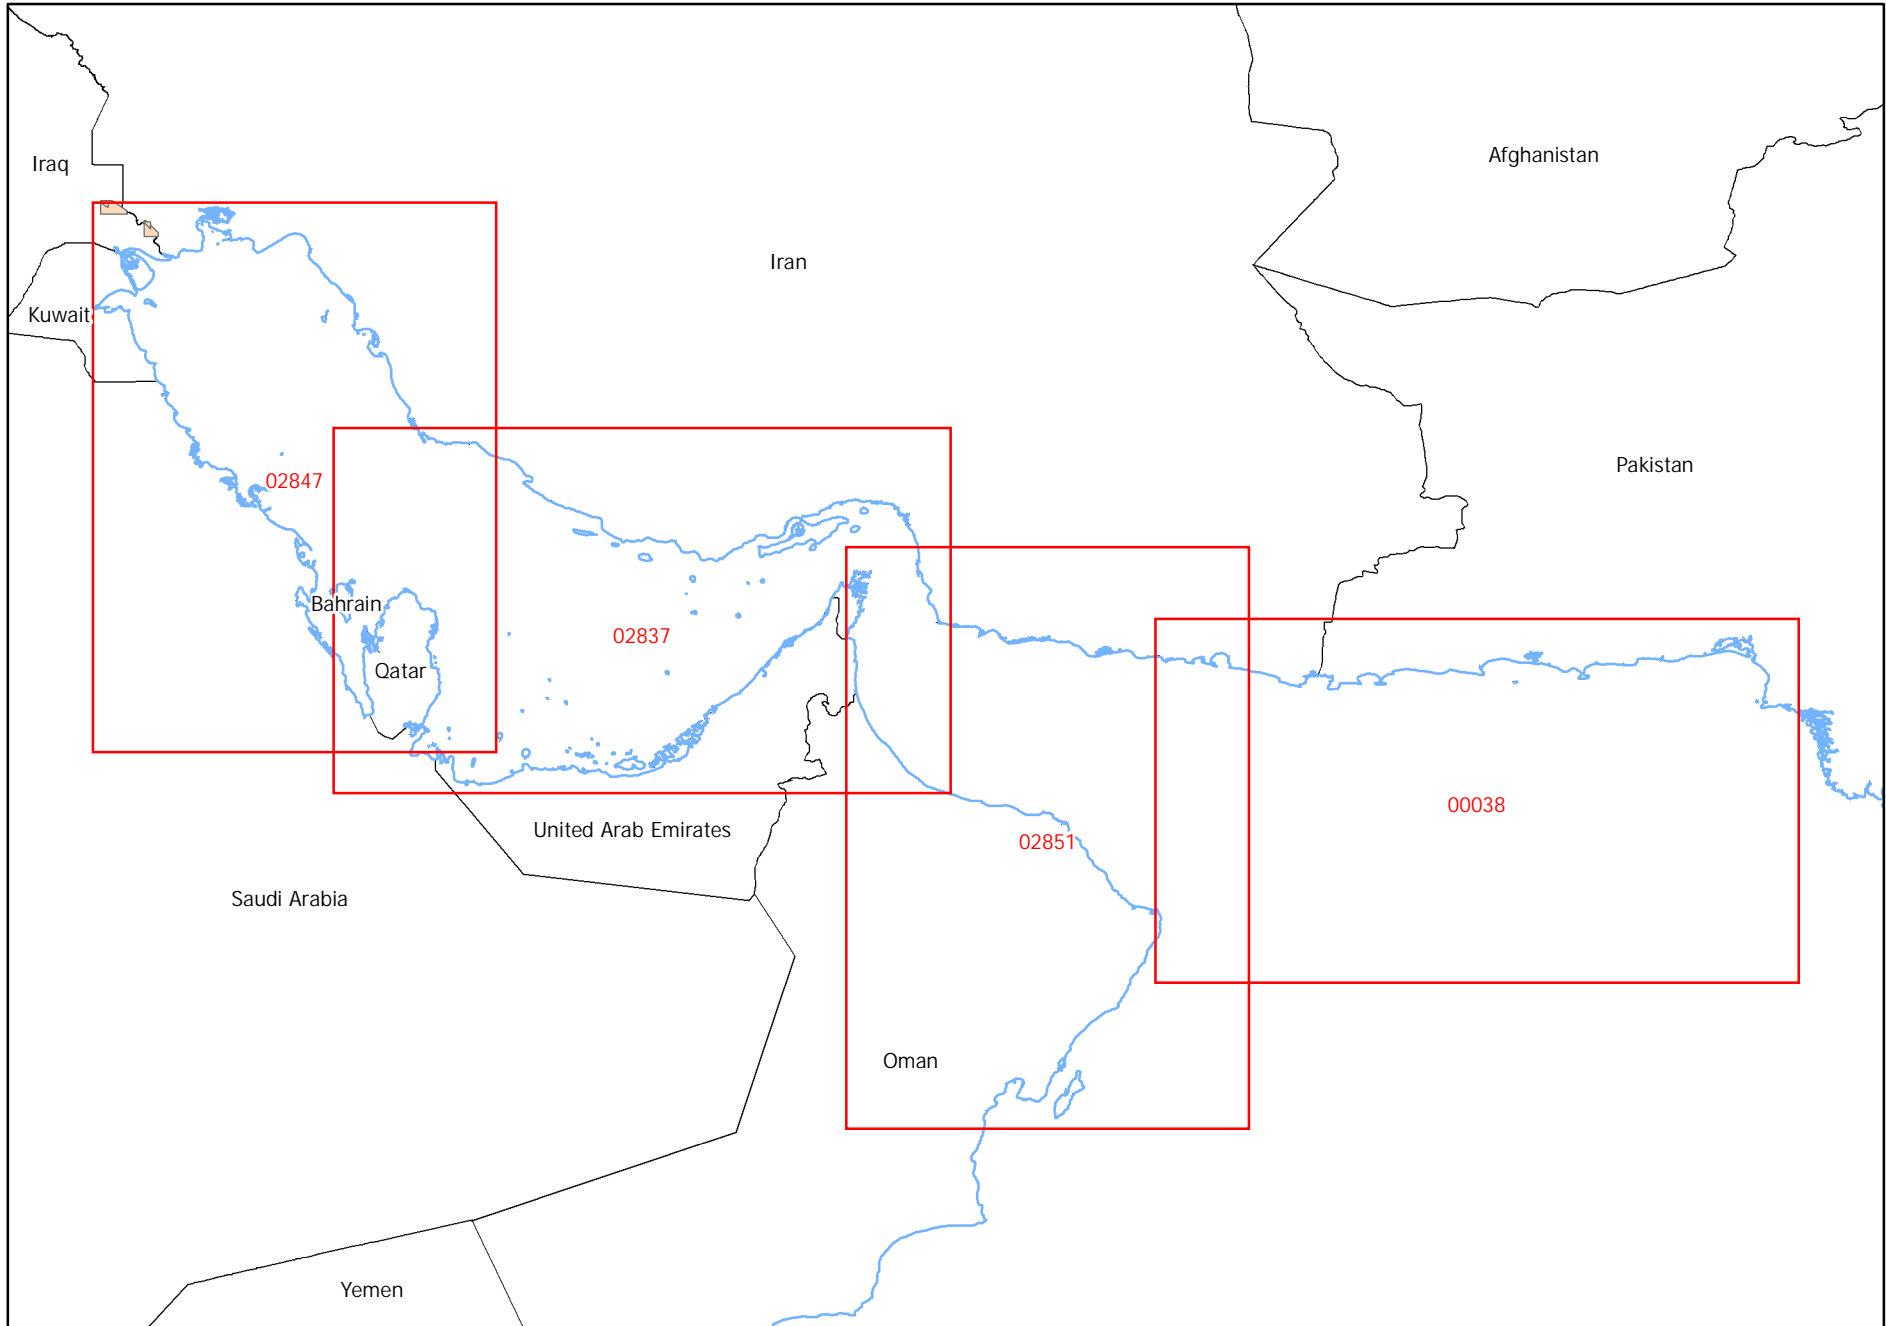 Afghanistan
Iraq
Iran
Kuwait
Pakistan
02847
Bahrain
02837
Qatar
00038
United Arab Emirates
02851
Saudi Arabia
Oman
Yemen